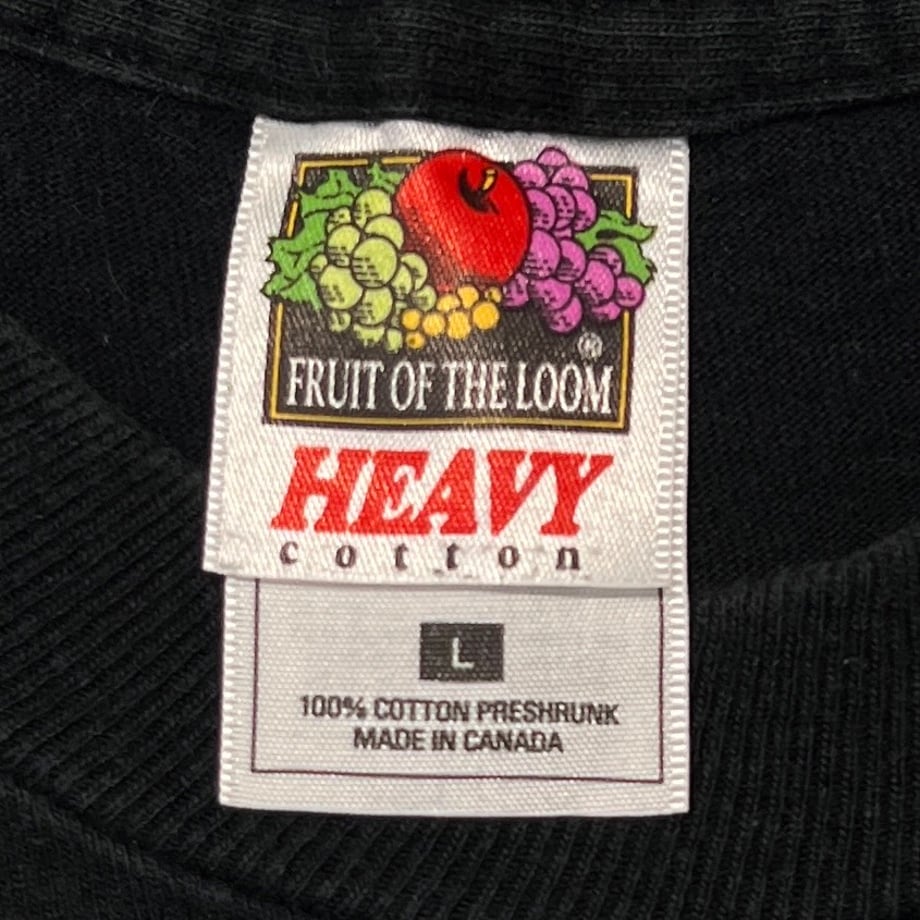 ®
FRUIT OF THE LOOM
HEAVY
cotton
L
100% COTTON PRESHRUNK
MADE IN CANADA